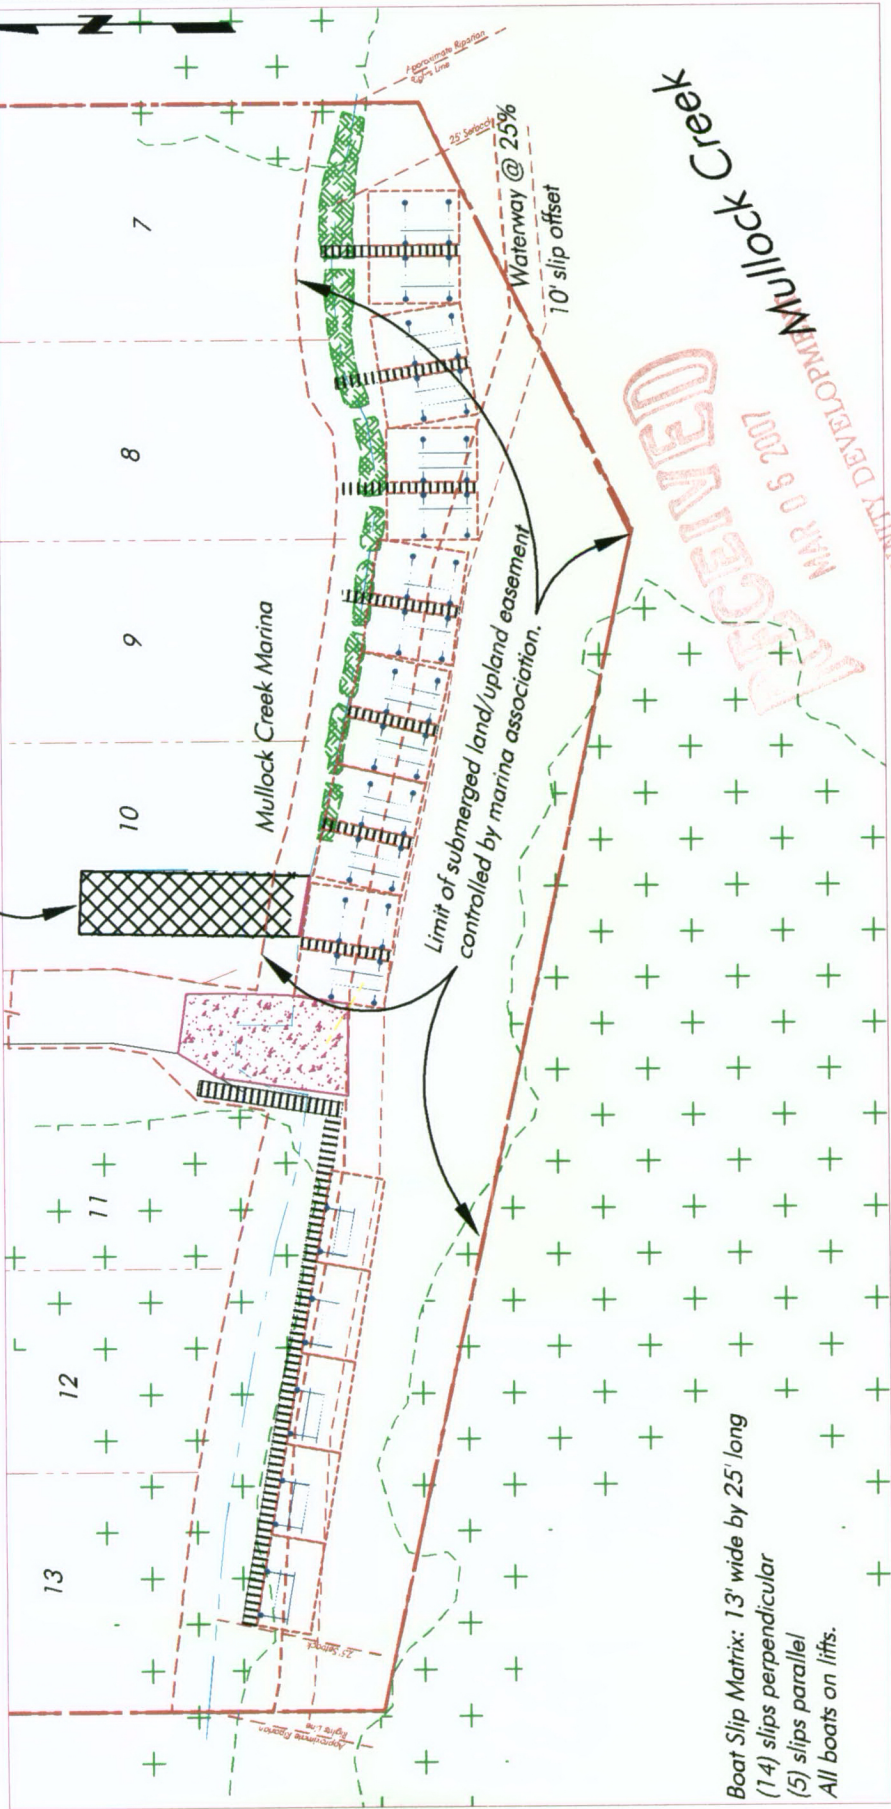 N
Approximate Riparian
Rights Line
25' Setback
Waterway @ 25%
10' slip offset
Mullock Creek
RECEIVED
MAR 06 2007
NITY DEVELOPMENT
7
8
9
10
Mullock Creek Marina
Limit of submerged land/upland easement
controlled by marina association.
11
12
13
25' Setback
Approximate Riparian
Rights Line
Boat Slip Matrix: 13' wide by 25' long
(14) slips perpendicular
(5) slips parallel
All boats on lifts.